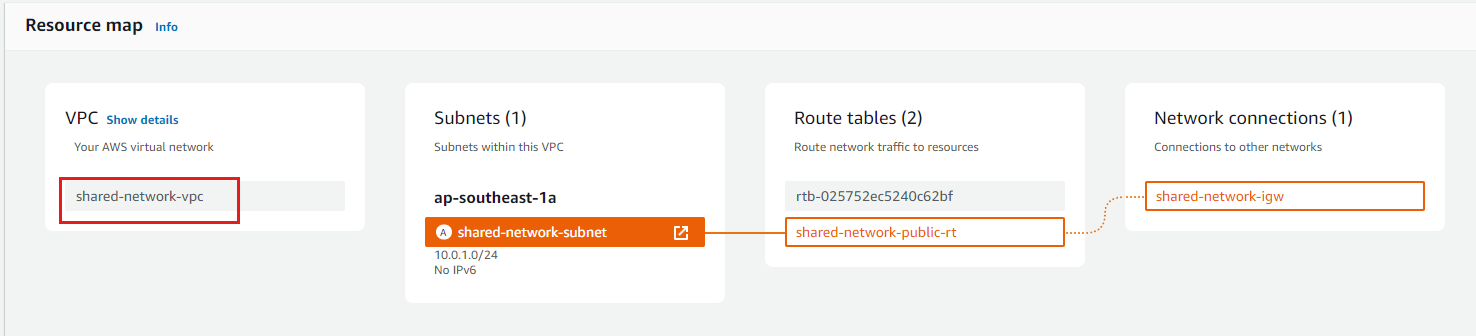 Resource map Info
VPC Show details
Your AWS virtual network
shared-network-vpc
Subnets (1)
Subnets within this VPC
ap-southeast-1a
A shared-network-subnet
10.0.1.0/24
No IPv6
Route tables (2)
Route network traffic to resources
rtb-025752ec5240c62bf
shared-network-public-rt
Network connections (1)
Connections to other networks
shared-network-igw